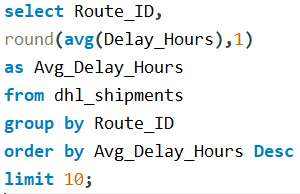 select Route_ID,
round(avg(Delay_Hours),1)
as Avg_Delay_Hours
from dhl_shipments
group by Route_ID
order by Avg_Delay_Hours Desc
limit 10;